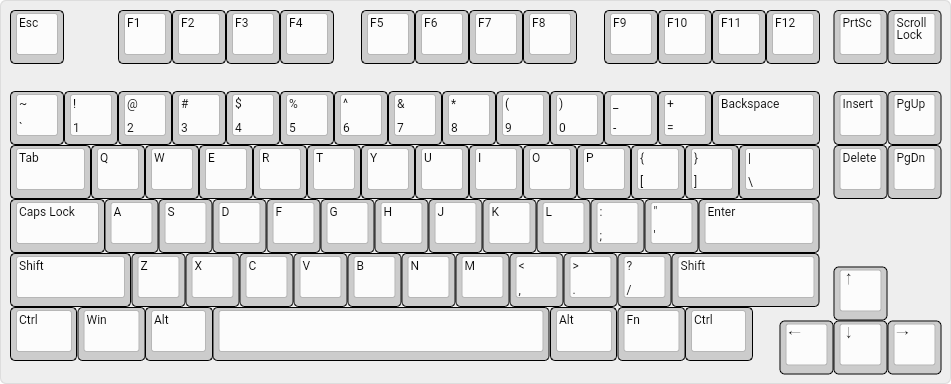 Esc F1 F2 F3 F4 F5 F6 F7 F8 F9 F10 F11 F12 PrtSc Scroll
Lock
~ ! @ # $ % ^ & * ( ) _ + Backspace Insert PgUp
` 1 2 3 4 5 6 7 8 9 0 - =
Tab Q W E R T Y U I O P { } | Delete PgDn
[ ] \
Caps Lock A S D F G H J K L : " Enter
; '
Shift Z X C V B N M < > ? Shift ↑
, . /
Ctrl Win Alt Alt Fn Ctrl ← ↓ →